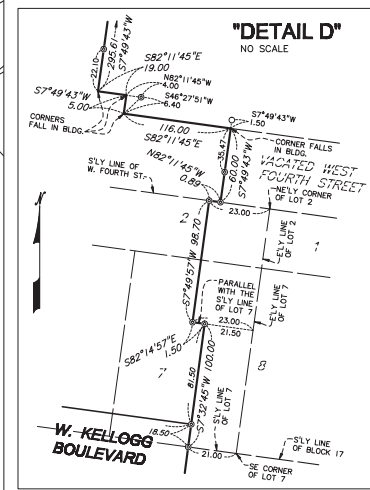 "DETAIL D"
NO SCALE
295.61
S7°49'43"W
22.10
S82°11'45"E
19.00
N82°11'45"W
4.00
S46°27'51"W
6.40
S7°49'43"W
5.00
CORNERS
FALL IN BLDG.
116.00
S82°11'45"E
S7°49'43"W
1.50
CORNER FALLS
IN BLDG.
35.47
60.00
S7°49'43"W
VACATED WEST
FOURTH STREET
N82°11'45"W
0.89
S'LY LINE OF
W. FOURTH ST.
23.00
NE'LY CORNER
OF LOT 2
2
1
E'LY LINE
OF LOT 2
N
S7°49'57"W 98.70
PARALLEL
WITH THE
S'LY LINE
OF LOT 7
23.00
21.50
E'LY LINE
OF LOT 7
S82°14'57"E
1.50
7
8
81.50
S7°32'45"W 100.00
S'LY LINE
OF LOT 7
W. KELLOGG
BOULEVARD
18.50
21.00
S'LY LINE
OF BLOCK 17
SE CORNER
OF LOT 7